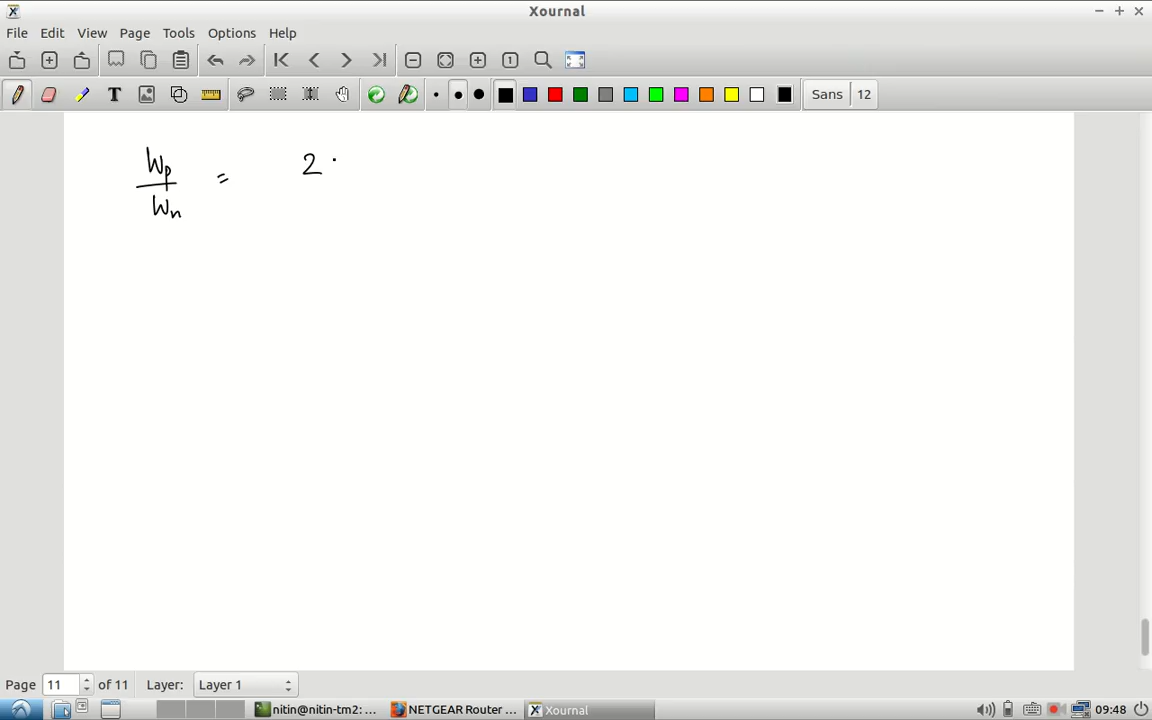 Xournal
File Edit View Page Tools Options Help
T Sans 12
Wp
— = 2 ·
Wn
Page 11 of 11 Layer: Layer 1
nitin@nitin-tm2: ... NETGEAR Router ... Xournal 09:48